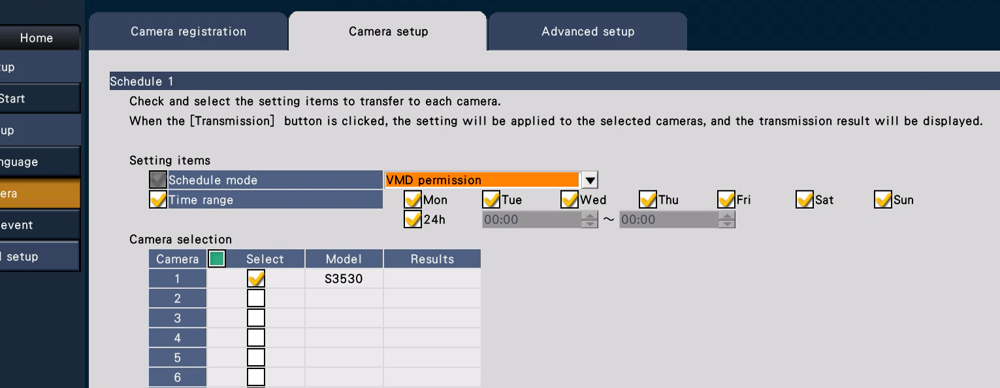 Camera registration Camera setup Advanced setup
Home
up
Start
up
nguage
era
event
l setup
Schedule 1
Check and select the setting items to transfer to each camera.
When the [Transmission] button is clicked, the setting will be applied to the selected cameras, and the transmission result will be displayed.
Setting items
Schedule mode VMD permission
Time range Mon Tue Wed Thu Fri Sat Sun
24h 00:00 ~ 00:00
Camera selection
Camera Select Model Results
1 S3530
2
3
4
5
6